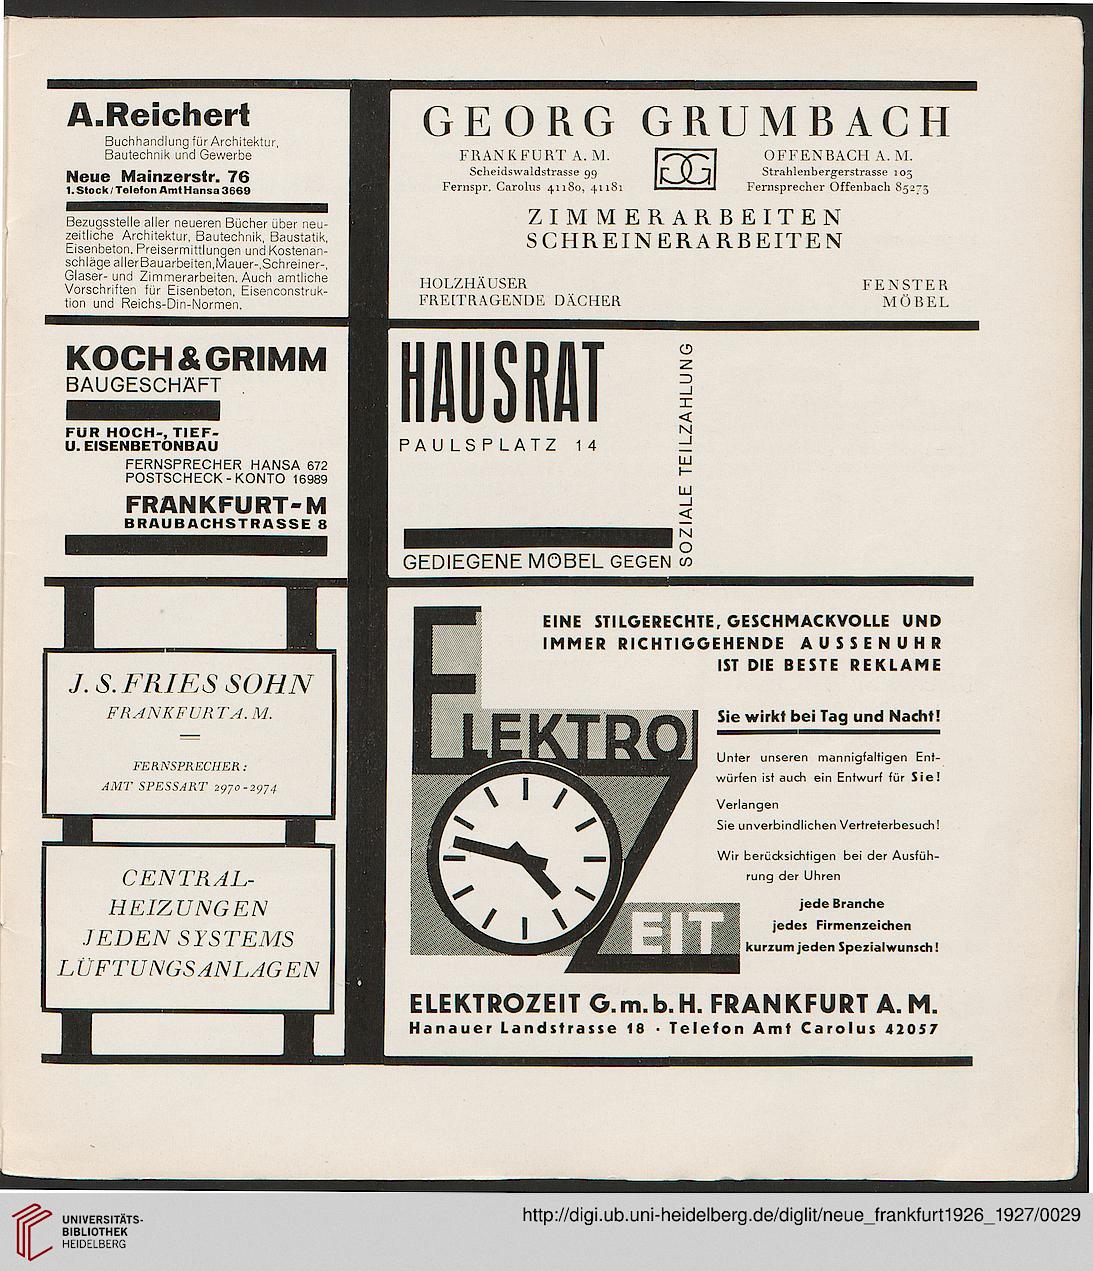 A.Reichert
Buchhandlung für Architektur,
Bautechnik und Gewerbe
Neue Mainzerstr. 76
1. Stock / Telefon Amt Hansa 3669
Bezugsstelle aller neueren Bücher über neu-
zeitliche Architektur, Bautechnik, Baustatik,
Eisenbeton. Preisermittlungen und Kostenan-
schläge aller Bauarbeiten, Mauer-, Schreiner-,
Glaser- und Zimmerarbeiten. Auch amtliche
Vorschriften für Eisenbeton, Eisenconstruk-
tion und Reichs-Din-Normen.
GEORG GRUMBACH
FRANKFURT A. M.
Scheidswaldstrasse 99
Fernspr. Carolus 41180, 41181
GG
OFFENBACH A. M.
Strahlenbergerstrasse 103
Fernsprecher Offenbach 85273
ZIMMERARBEITEN
SCHREINERARBEITEN
HOLZHÄUSER
FREITRAGENDE DÄCHER
FENSTER
MÖBEL
KOCH & GRIMM
BAUGESCHÄFT
FÜR HOCH-, TIEF-
U. EISENBETONBAU
FERNSPRECHER HANSA 672
POSTSCHECK-KONTO 16989
FRANKFURT-M
BRAUBACHSTRASSE 8
HAUSRAT
PAULSPLATZ 14
GEDIEGENE MÖBEL GEGEN
SOZIALE TEILZAHLUNG
J. S. FRIES SOHN
FRANKFURT A. M.
FERNSPRECHER:
AMT SPESSART 2970-2974
CENTRAL-
HEIZUNGEN
JEDEN SYSTEMS
LÜFTUNGSANLAGEN
EINE STILGERECHTE, GESCHMACKVOLLE UND
IMMER RICHTIGGEHENDE AUSSENUHR
IST DIE BESTE REKLAME
ELEKTRO
ZEIT
Sie wirkt bei Tag und Nacht!
Unter unseren mannigfaltigen Ent-
würfen ist auch ein Entwurf für Sie!
Verlangen
Sie unverbindlichen Vertreterbesuch!
Wir berücksichtigen bei der Ausfüh-
rung der Uhren
jede Branche
jedes Firmenzeichen
kurzum jeden Spezialwunsch!
ELEKTROZEIT G.m.b.H. FRANKFURT A. M.
Hanauer Landstrasse 18 · Telefon Amt Carolus 42057
UNIVERSITÄTS-
BIBLIOTHEK
HEIDELBERG
http://digi.ub.uni-heidelberg.de/diglit/neue_frankfurt1926_1927/0029